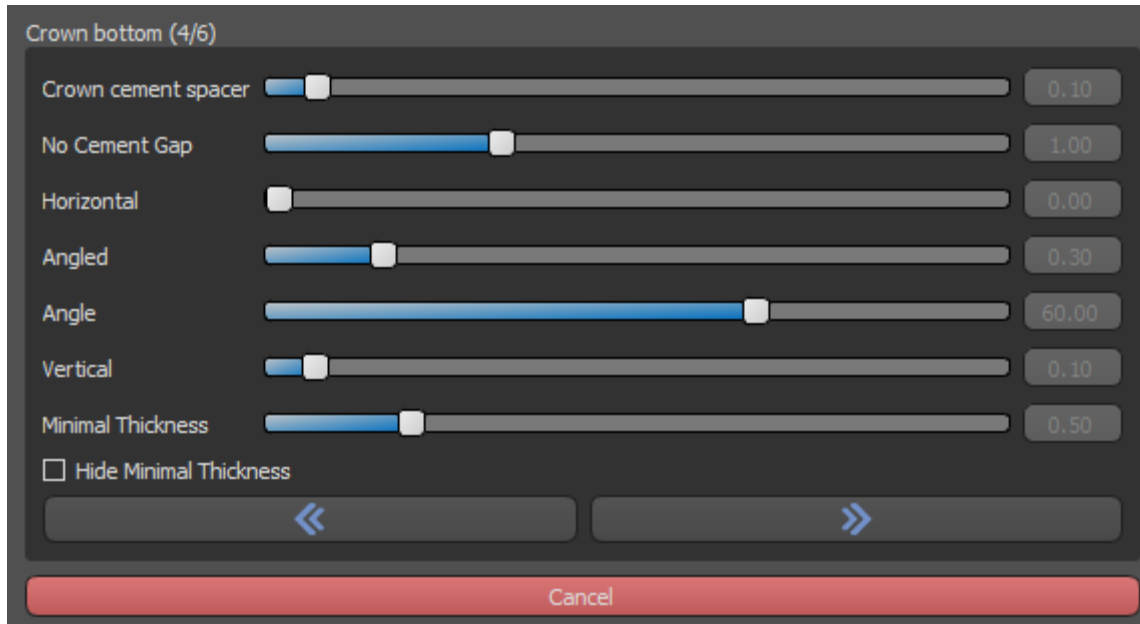 Crown bottom (4/6)
Crown cement spacer 0.10
No Cement Gap 1.00
Horizontal 0.00
Angled 0.30
Angle 60.00
Vertical 0.10
Minimal Thickness 0.50
Hide Minimal Thickness
Cancel